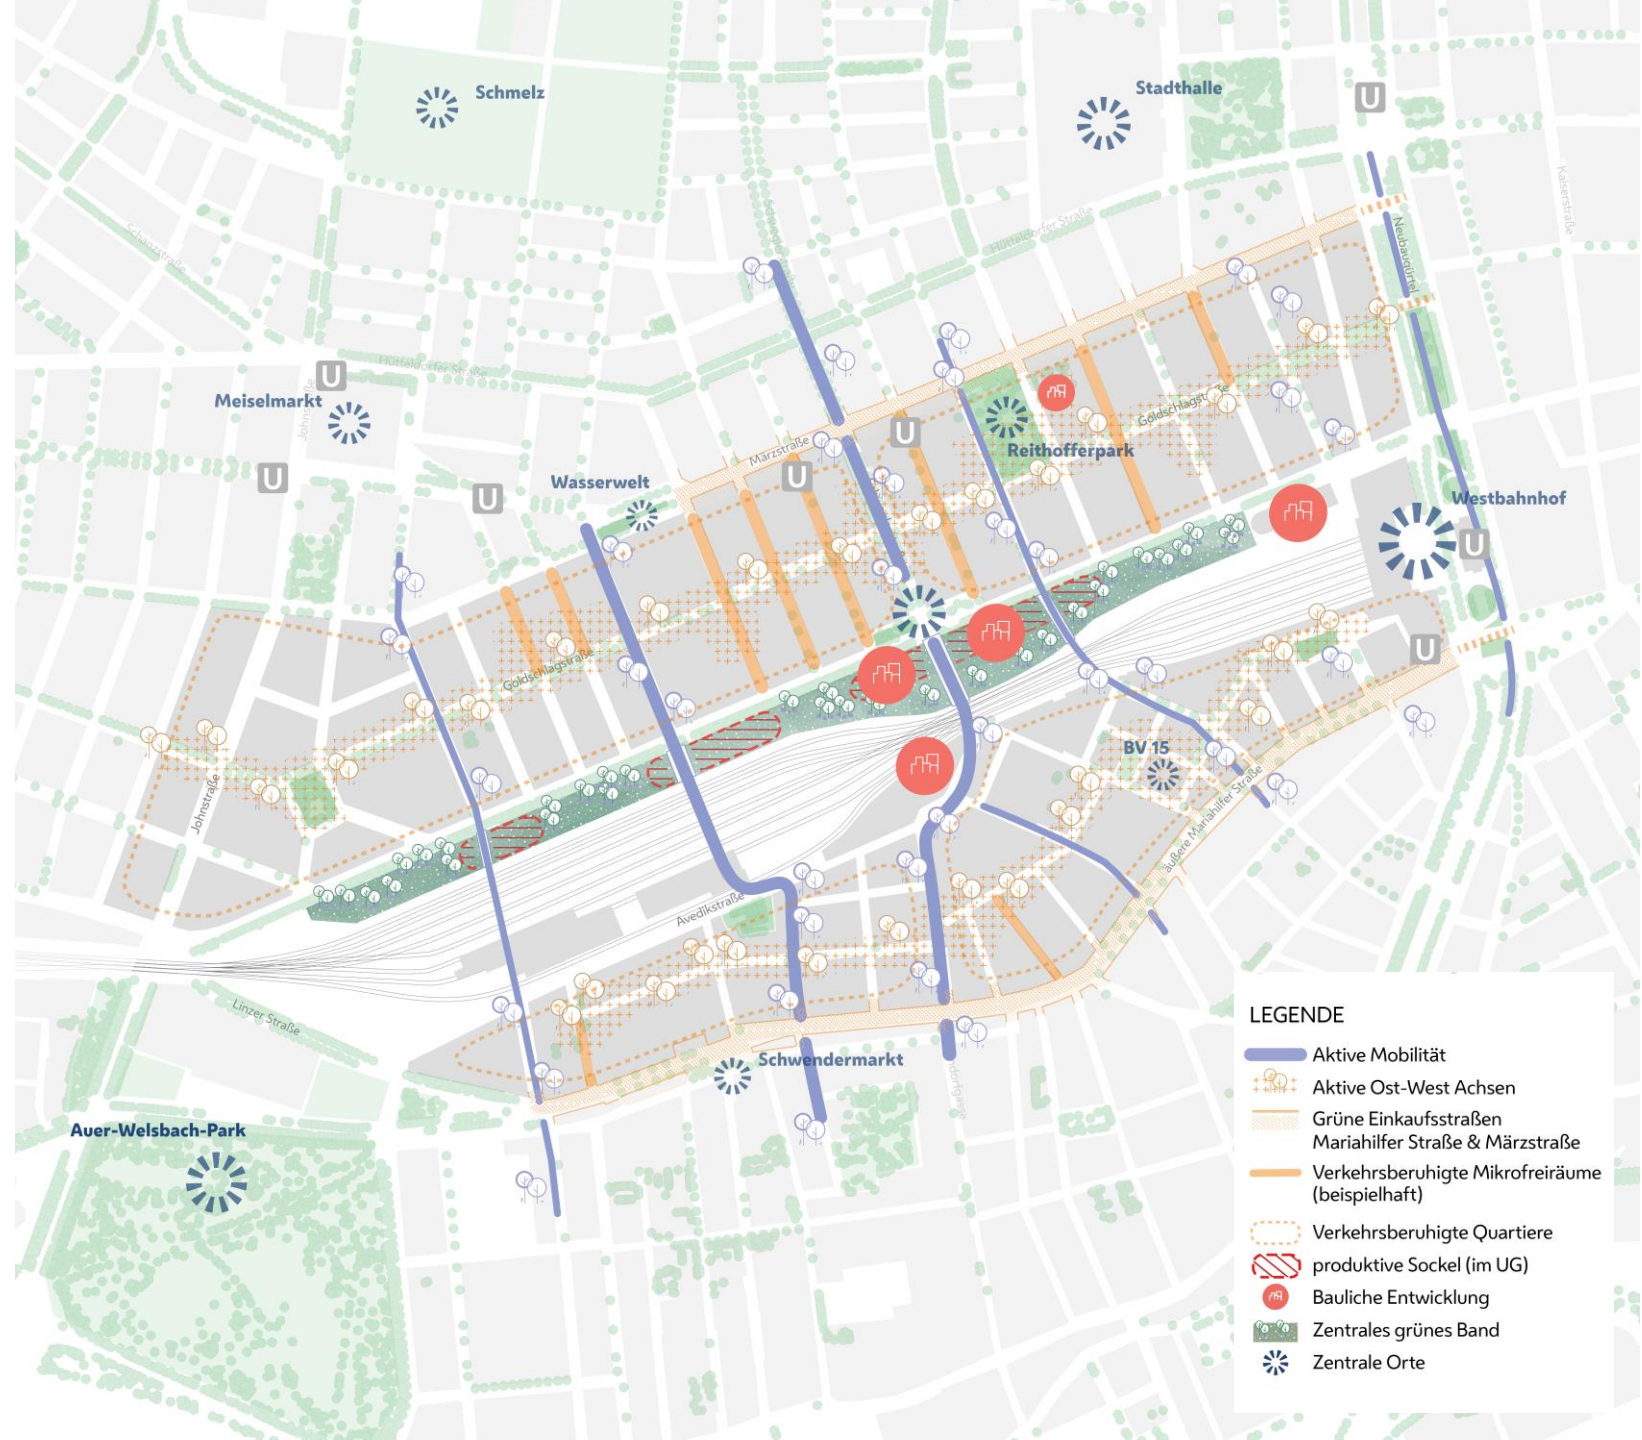 Schmelz
Stadthalle
U
Kaiserstraße
Schanzstraße
Hütteldorfer Straße
Neubaugürtel
Hütteldorfer Straße
U
Meiselmarkt
Johnstraße
U
U
Wasserwelt
Märzstraße
U
U
Reithofferpark
Goldschlagstraße
Westbahnhof
U
Goldschlagstraße
U
BV 15
Johnstraße
äußere Mariahilfer Straße
Avedikstraße
Linzer Straße
Schwendermarkt
Auer-Welsbach-Park
LEGENDE
Aktive Mobilität
Aktive Ost-West Achsen
Grüne Einkaufsstraßen
Mariahilfer Straße & Märzstraße
Verkehrsberuhigte Mikrofreiräume
(beispielhaft)
Verkehrsberuhigte Quartiere
produktive Sockel (im UG)
Bauliche Entwicklung
Zentrales grünes Band
Zentrale Orte